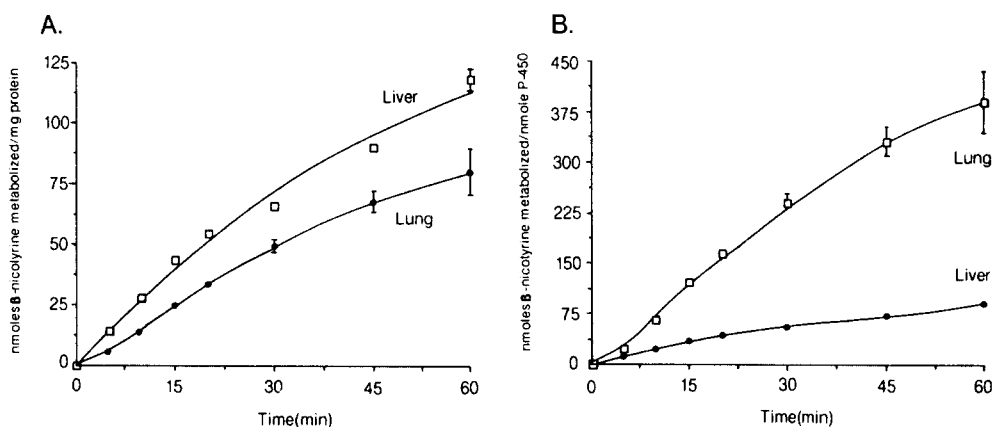 A.
nmoles β-nicotyrine metabolized/mg protein
125
100
75
50
25
0
Liver
Lung
0 15 30 45 60
Time(min)
B.
nmoles β-nicotyrine metabolized/nmole P-450
450
375
300
225
150
75
0
Lung
Liver
0 15 30 45 60
Time(min)